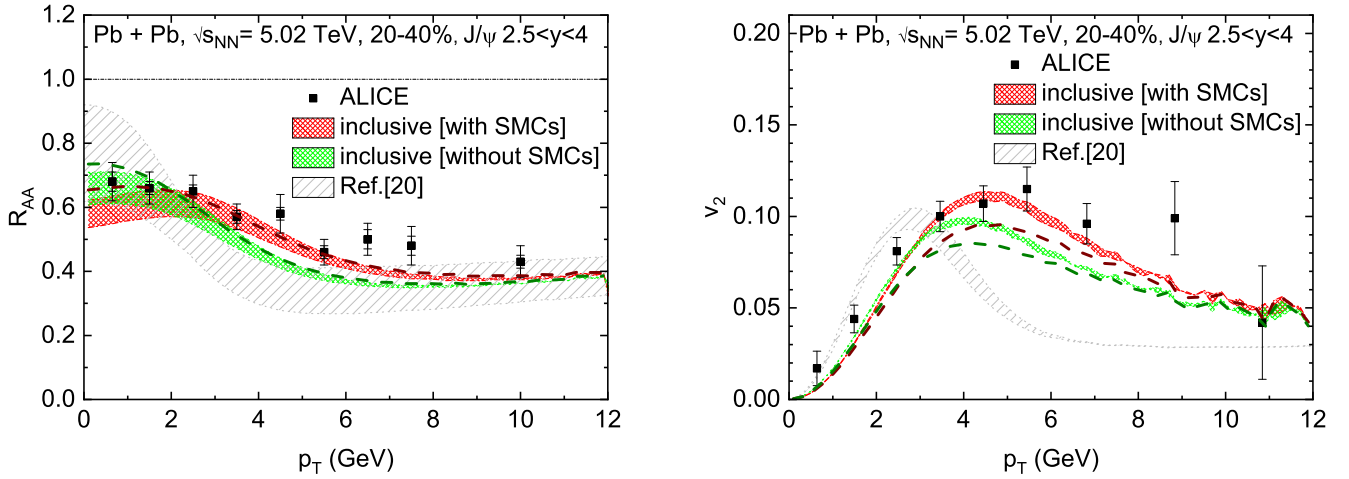 Pb + Pb, √sNN= 5.02 TeV, 20-40%, J/ψ 2.5<y<4
ALICE
inclusive [with SMCs]
inclusive [without SMCs]
Ref.[20]
RAA
1.2
1.0
0.8
0.6
0.4
0.2
0.0
0 2 4 6 8 10 12
pT (GeV)
Pb + Pb, √sNN= 5.02 TeV, 20-40%, J/ψ 2.5<y<4
ALICE
inclusive [with SMCs]
inclusive [without SMCs]
Ref.[20]
v2
0.20
0.15
0.10
0.05
0.00
0 2 4 6 8 10 12
pT (GeV)